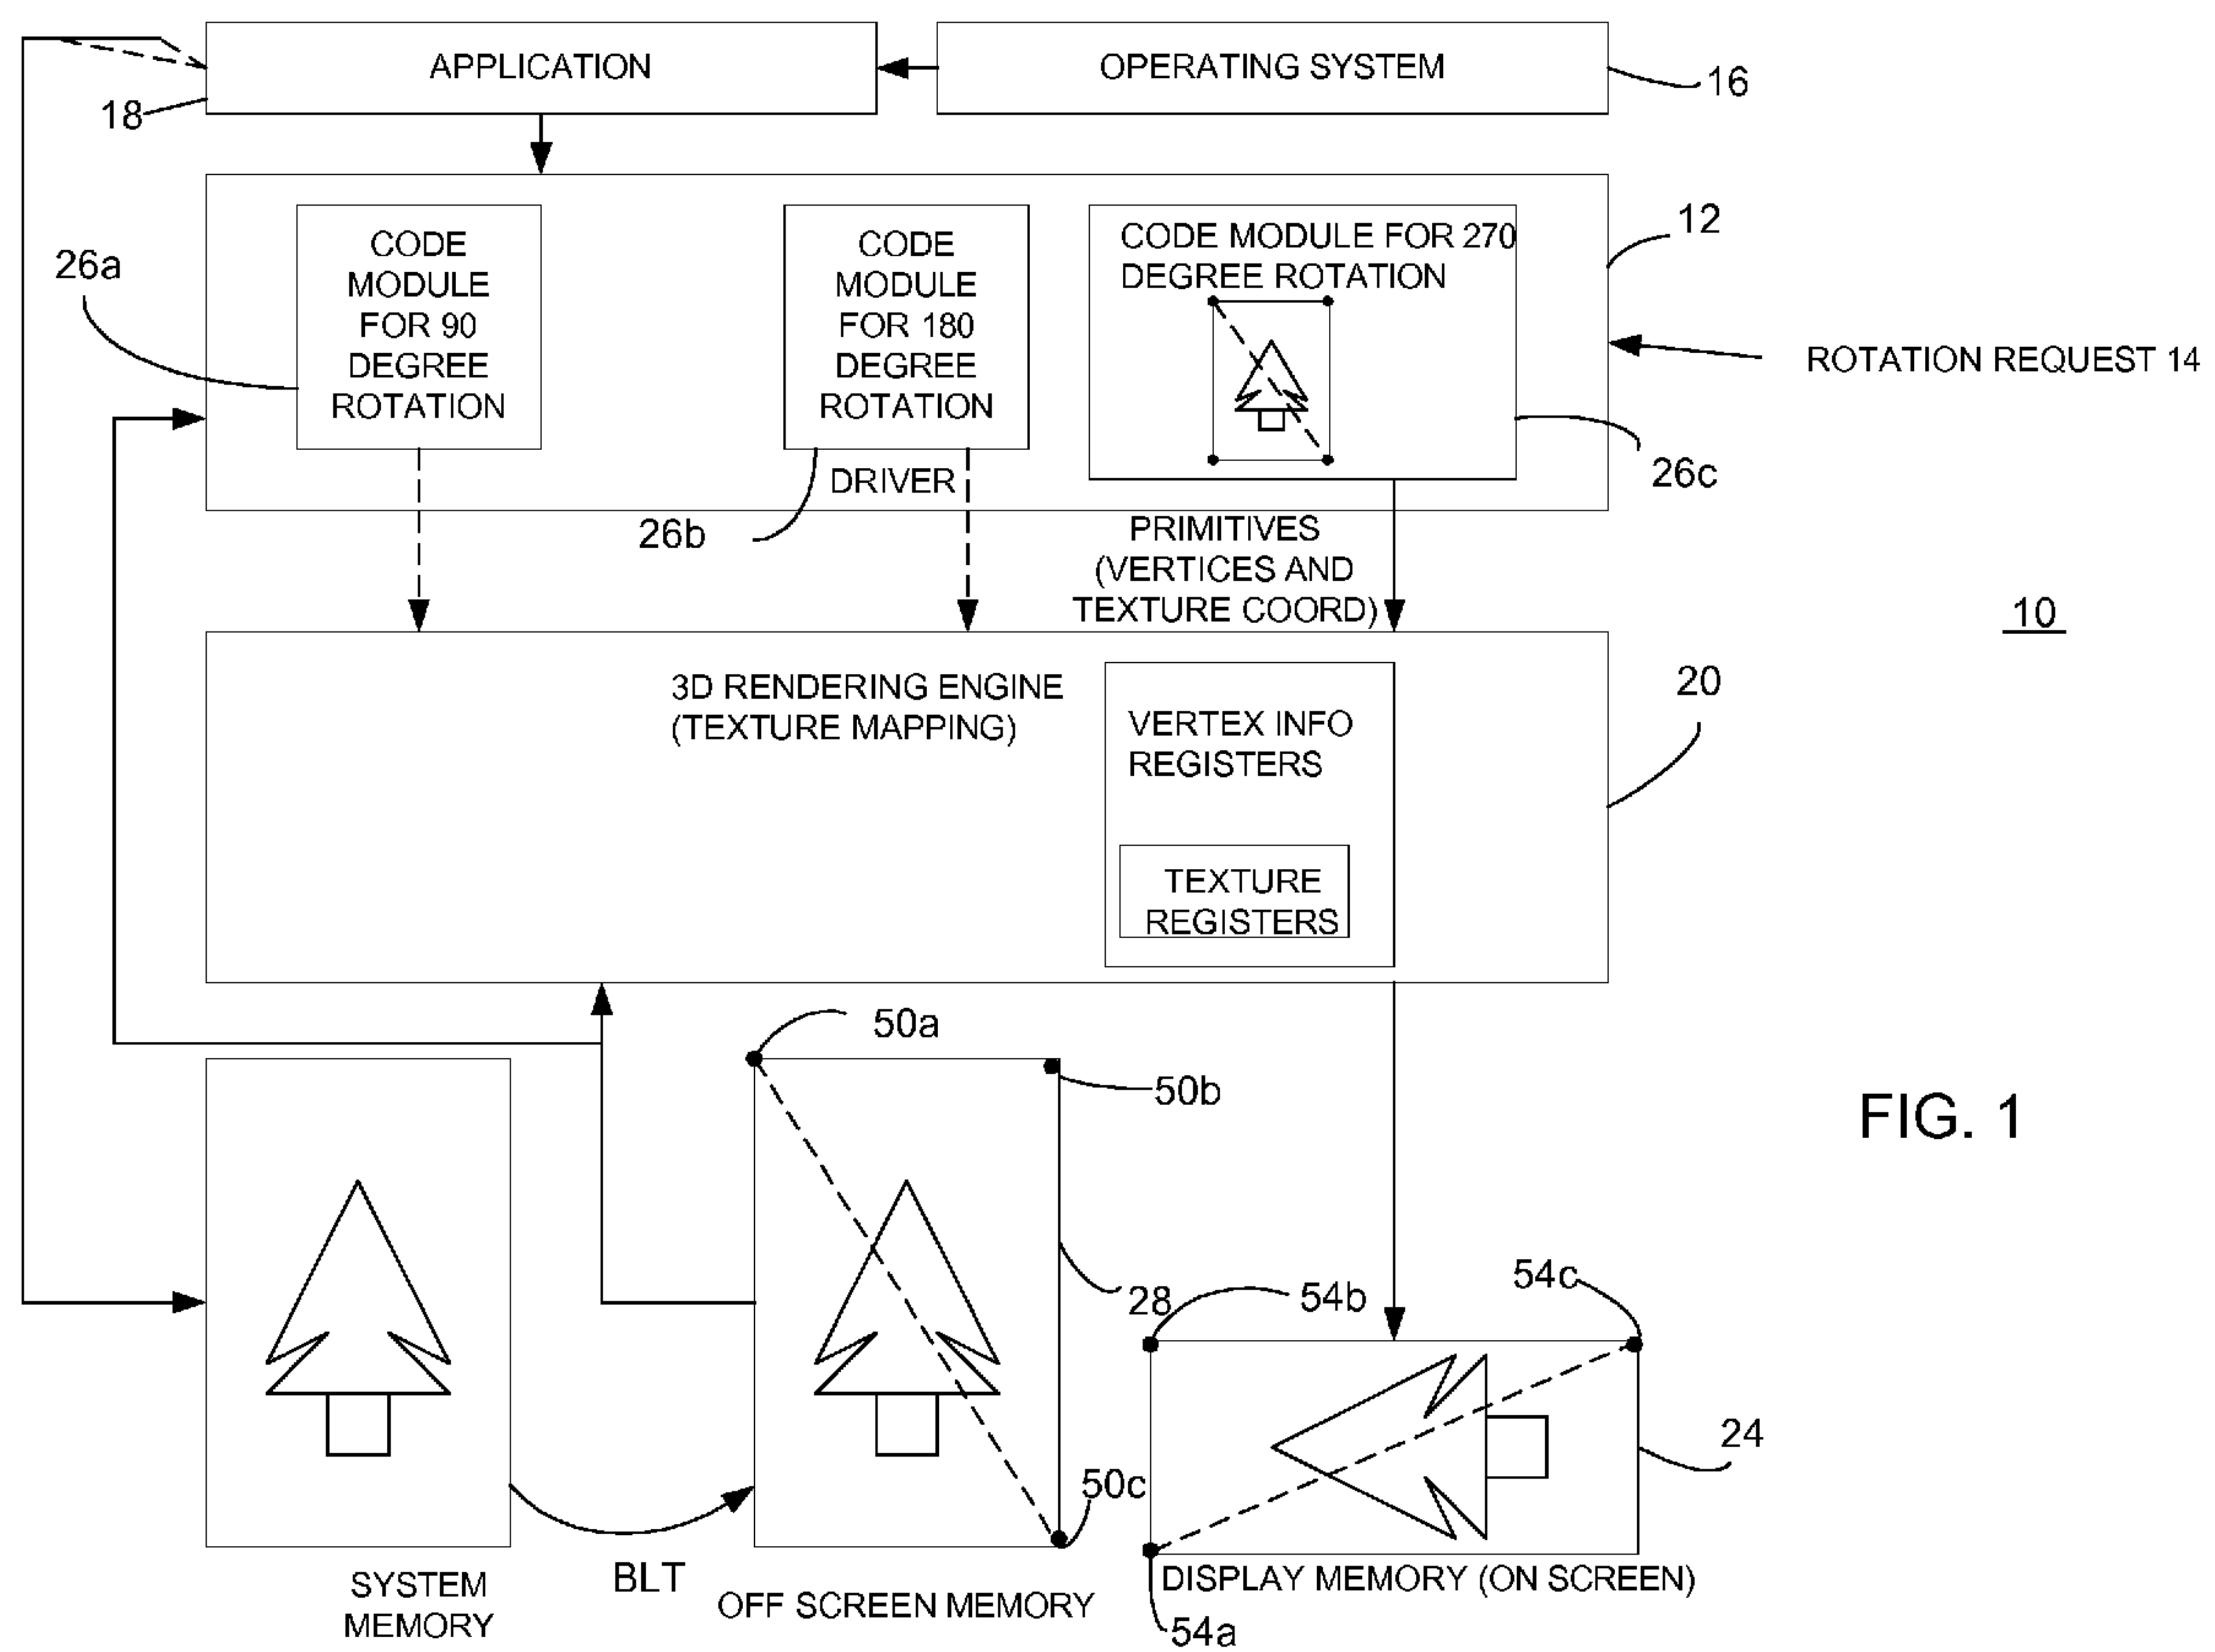 APPLICATION
OPERATING SYSTEM
16
18
12
26a
CODE
MODULE
FOR 90
DEGREE
ROTATION
CODE
MODULE
FOR 180
DEGREE
ROTATION
CODE MODULE FOR 270
DEGREE ROTATION
ROTATION REQUEST 14
26c
DRIVER
26b
PRIMITIVES
(VERTICES AND
TEXTURE COORD)
10
3D RENDERING ENGINE
(TEXTURE MAPPING)
20
VERTEX INFO
REGISTERS
TEXTURE
REGISTERS
50a
50b
FIG. 1
28
54b
54c
24
50c
SYSTEM
MEMORY
BLT
OFF SCREEN MEMORY
DISPLAY MEMORY (ON SCREEN)
54a